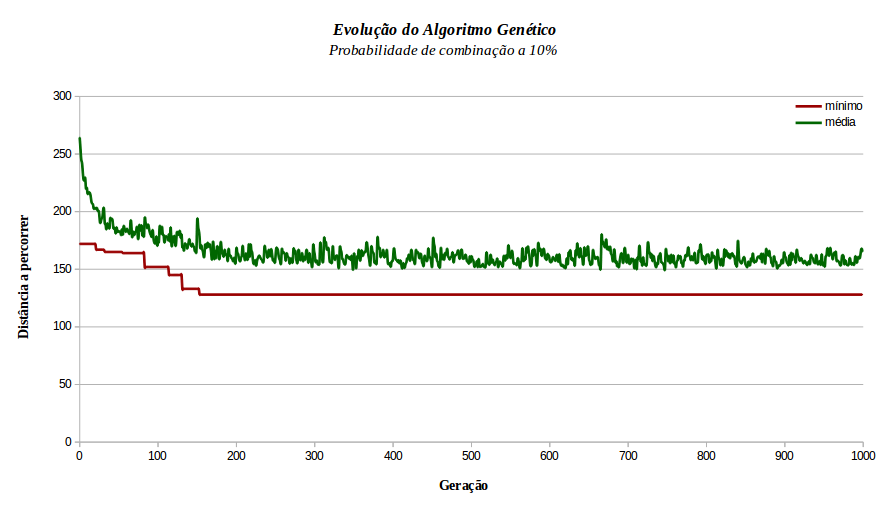 Evolução do Algoritmo Genético
Probabilidade de combinação a 10%
300
250
200
150
100
50
0
mínimo
média
Distância a percorrer
0 100 200 300 400 500 600 700 800 900 1000
Geração